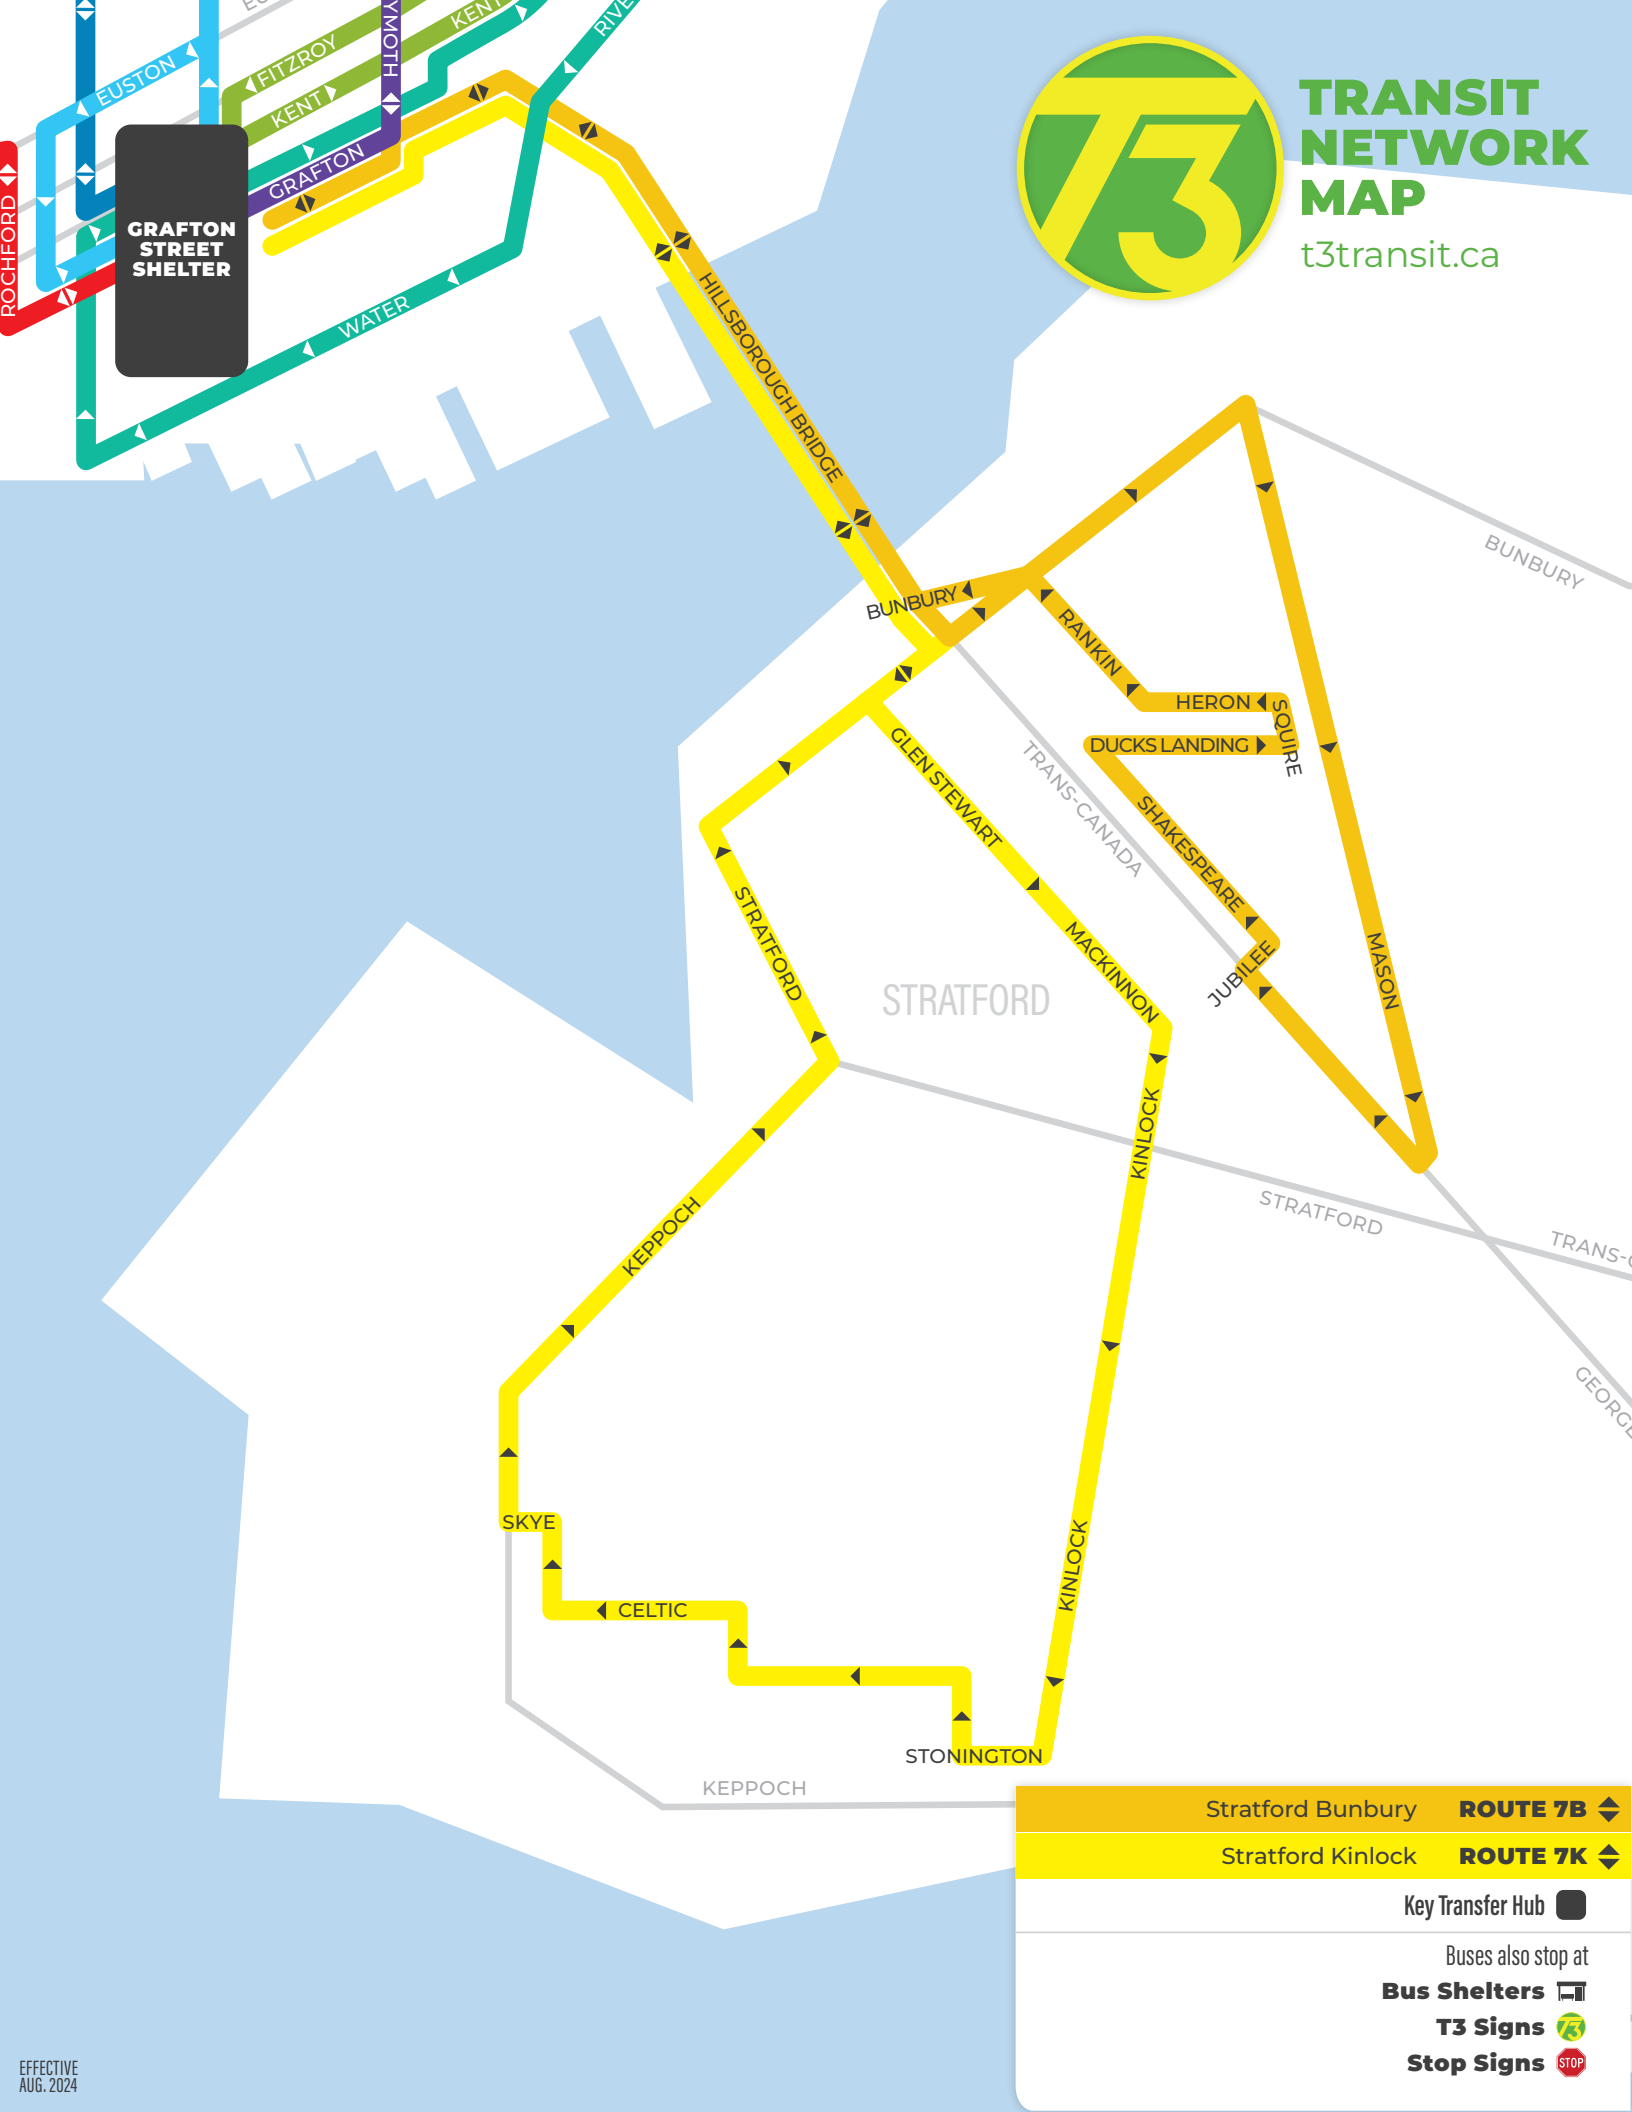 T3
TRANSIT
NETWORK
MAP
t3transit.ca
EUSTON
FITZROY
KENT
KENT
GRAFTON
ROCHFORD
GRAFTON
STREET
SHELTER
WATER
HILLSBOROUGH BRIDGE
BUNBURY
BUNBURY
RANKIN
HERON
SQUIRE
DUCKS LANDING
SHAKESPEARE
JUBILEE
MASON
TRANS-CANADA
GLEN STEWART
MACKINNON
STRATFORD
STRATFORD
KINLOCK
STRATFORD
KEPPOCH
KINLOCK
SKYE
CELTIC
STONINGTON
KEPPOCH
Stratford Bunbury ROUTE 7B
Stratford Kinlock ROUTE 7K
Key Transfer Hub
Buses also stop at
Bus Shelters
T3 Signs T3
Stop Signs STOP
EFFECTIVE
AUG. 2024